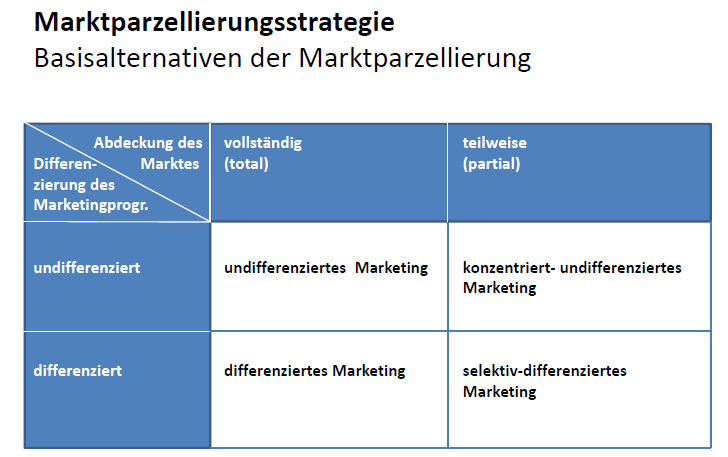 Marktparzellierungsstrategie
Basisalternativen der Marktparzellierung
Abdeckung des
Marktes
Differen-
zierung des
Marketingprogr.
vollständig
(total)
teilweise
(partial)
undifferenziert
undifferenziertes Marketing
konzentriert- undifferenziertes
Marketing
differenziert
differenziertes Marketing
selektiv-differenziertes
Marketing